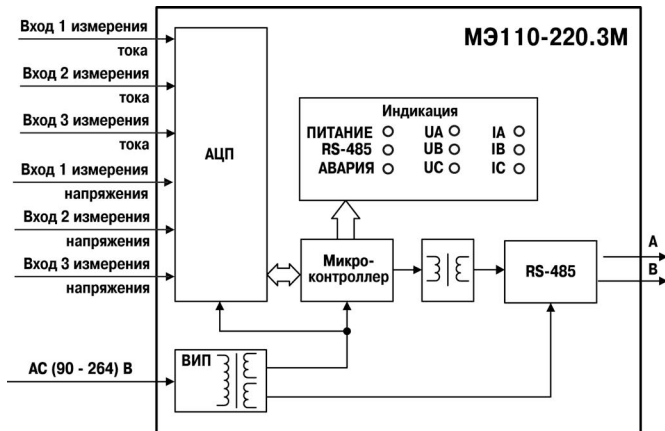 МЭ110-220.3М
Вход 1 измерения
тока
Вход 2 измерения
тока
Вход 3 измерения
тока
Вход 1 измерения
напряжения
Вход 2 измерения
напряжения
Вход 3 измерения
напряжения
АЦП
Индикация
ПИТАНИЕ UA IA
RS-485 UB IB
АВАРИЯ UC IC
Микро-
контроллер
RS-485
A
B
AC (90 - 264) В
ВИП